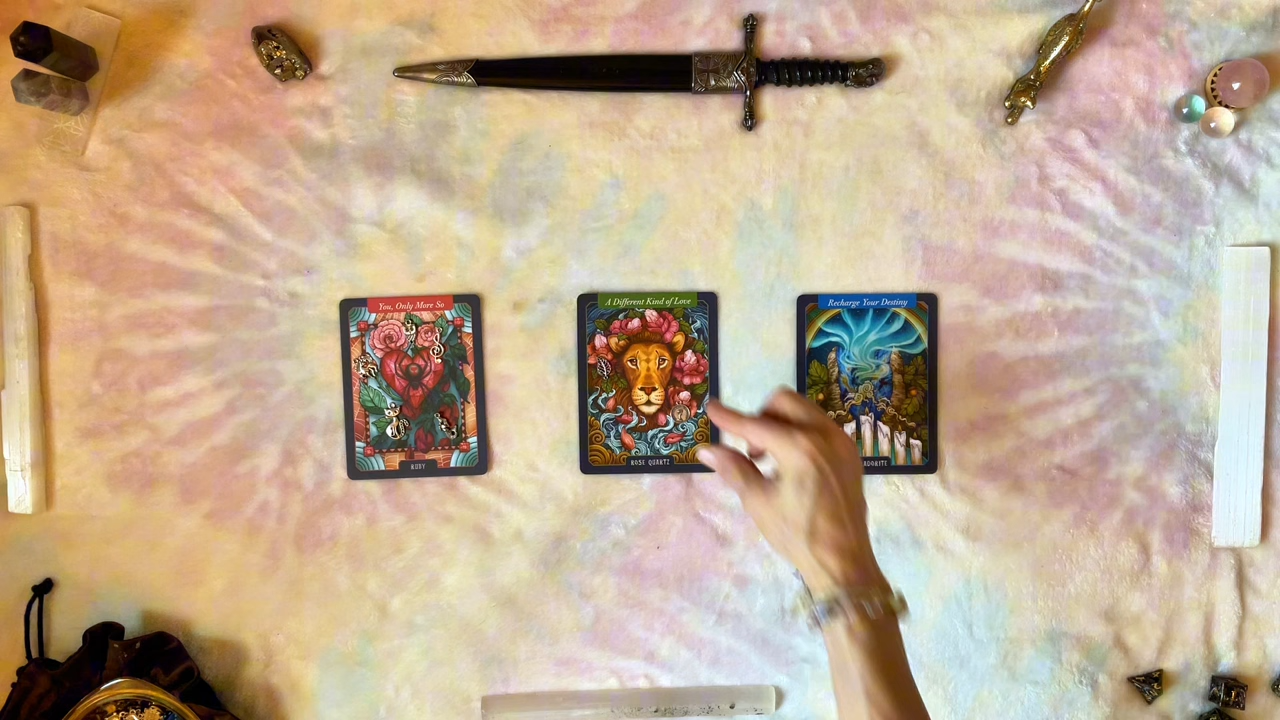 You, Only More So
RUBY
A Different Kind of Love
ROSE QUARTZ
Recharge Your Destiny